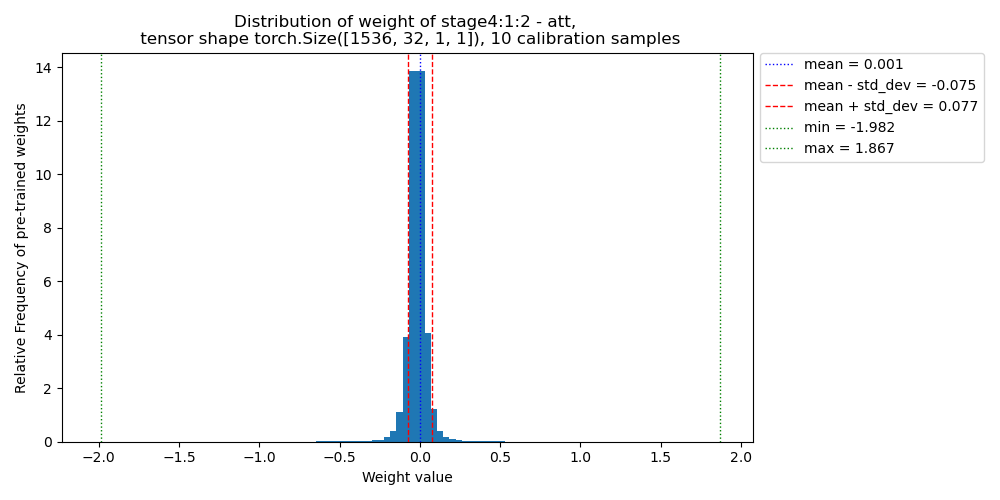 Distribution of weight of stage4:1:2 - att,
tensor shape torch.Size([1536, 32, 1, 1]), 10 calibration samples
mean = 0.001
mean - std_dev = -0.075
mean + std_dev = 0.077
min = -1.982
max = 1.867
Relative Frequency of pre-trained weights
14
12
10
8
6
4
2
0
−2.0 −1.5 −1.0 −0.5 0.0 0.5 1.0 1.5 2.0
Weight value